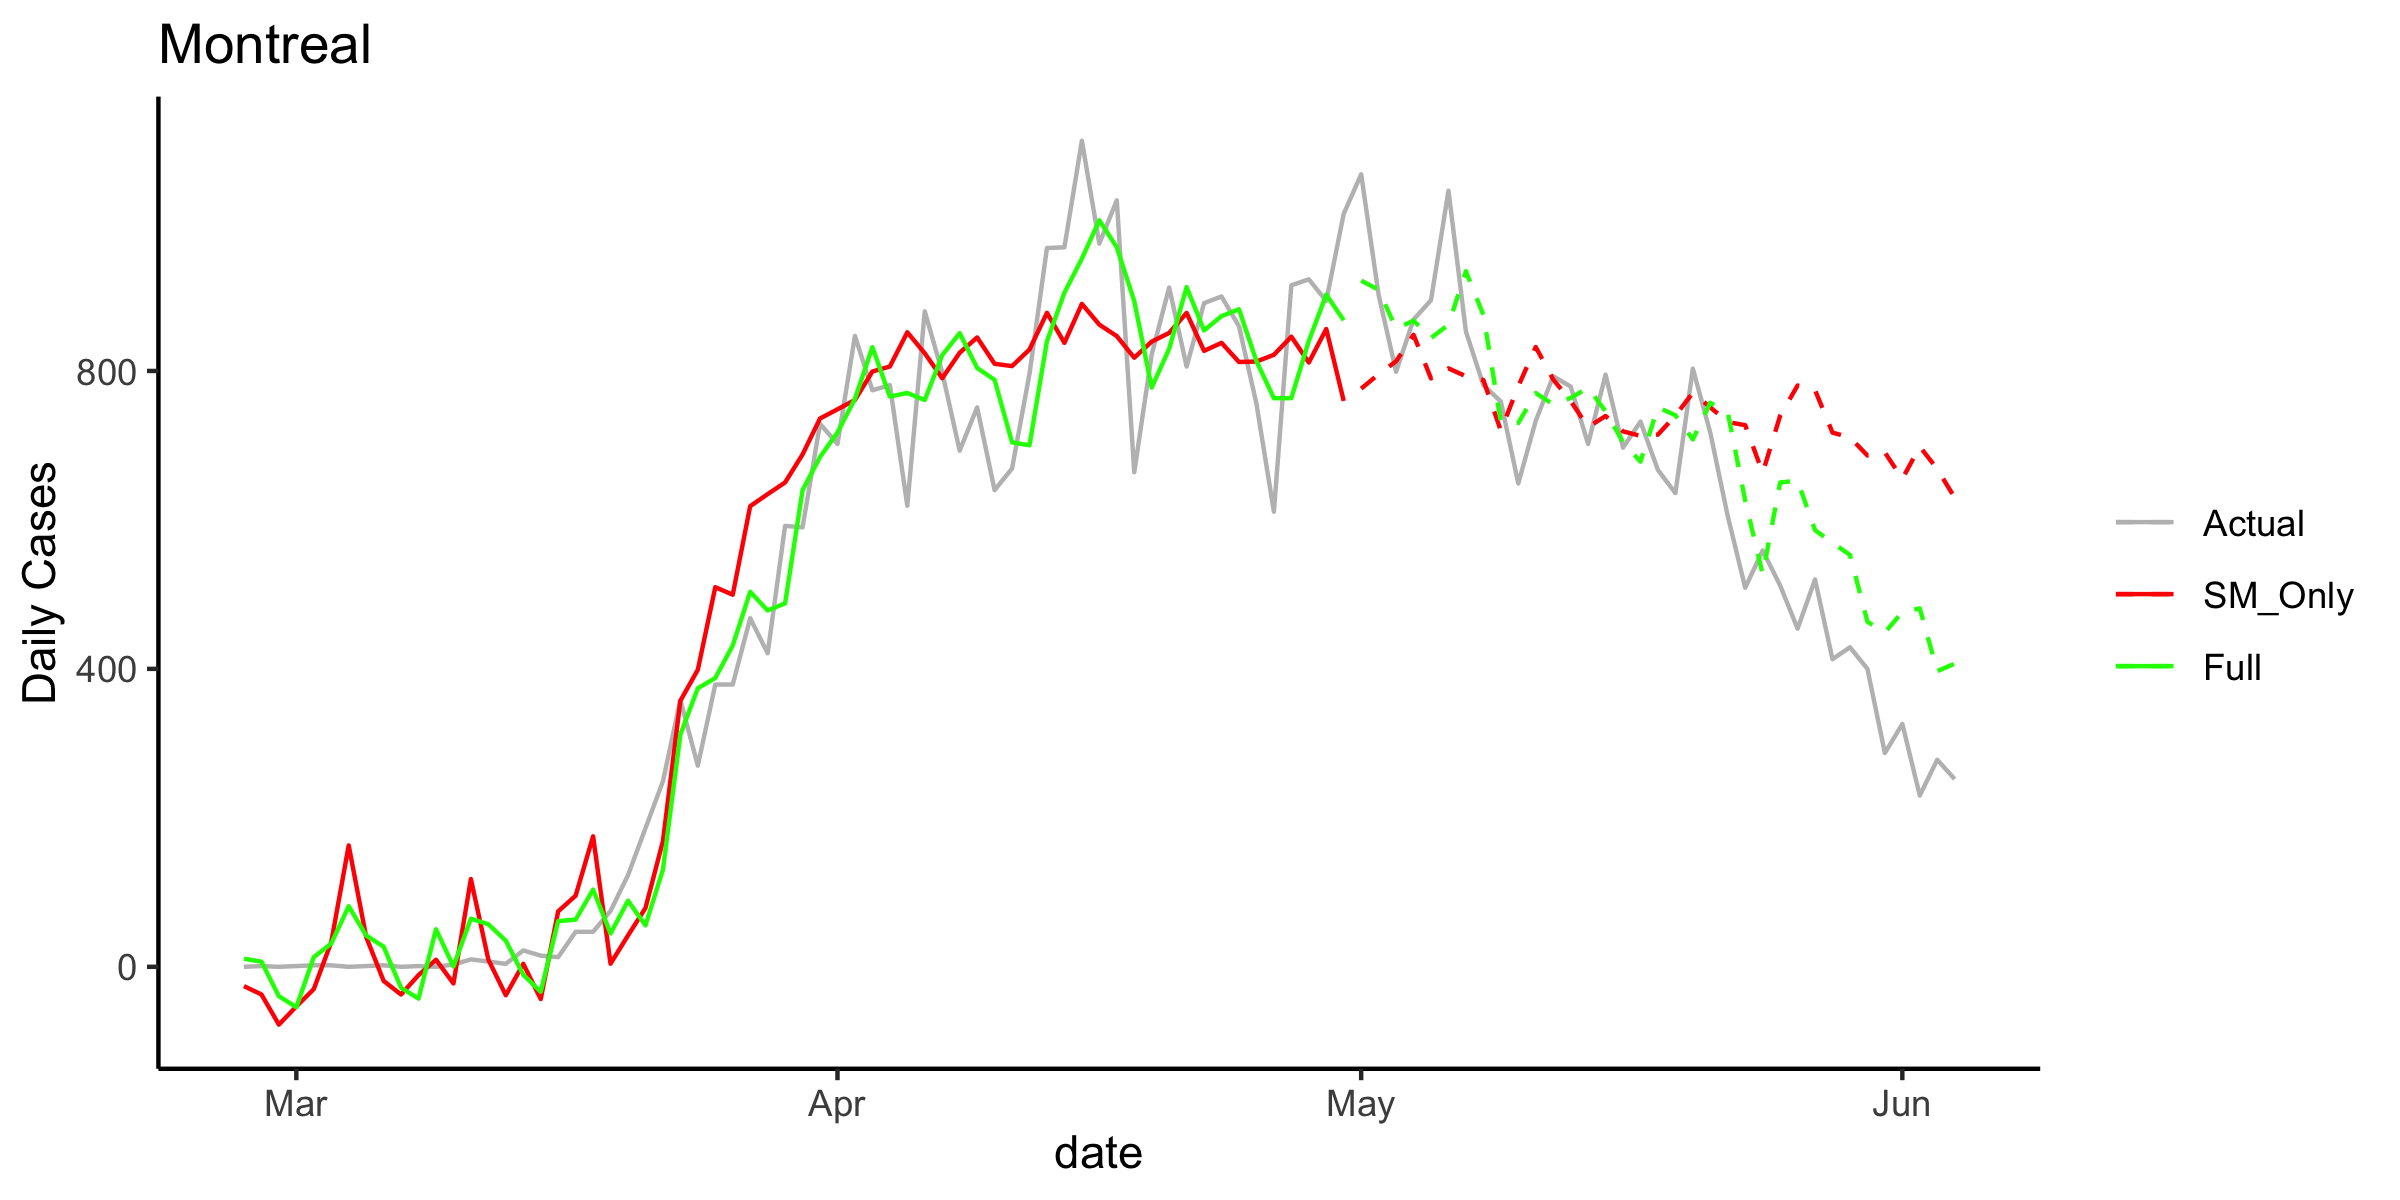 Montreal
Daily Cases
800
400
0
Mar Apr May Jun
date
Actual
SM_Only
Full